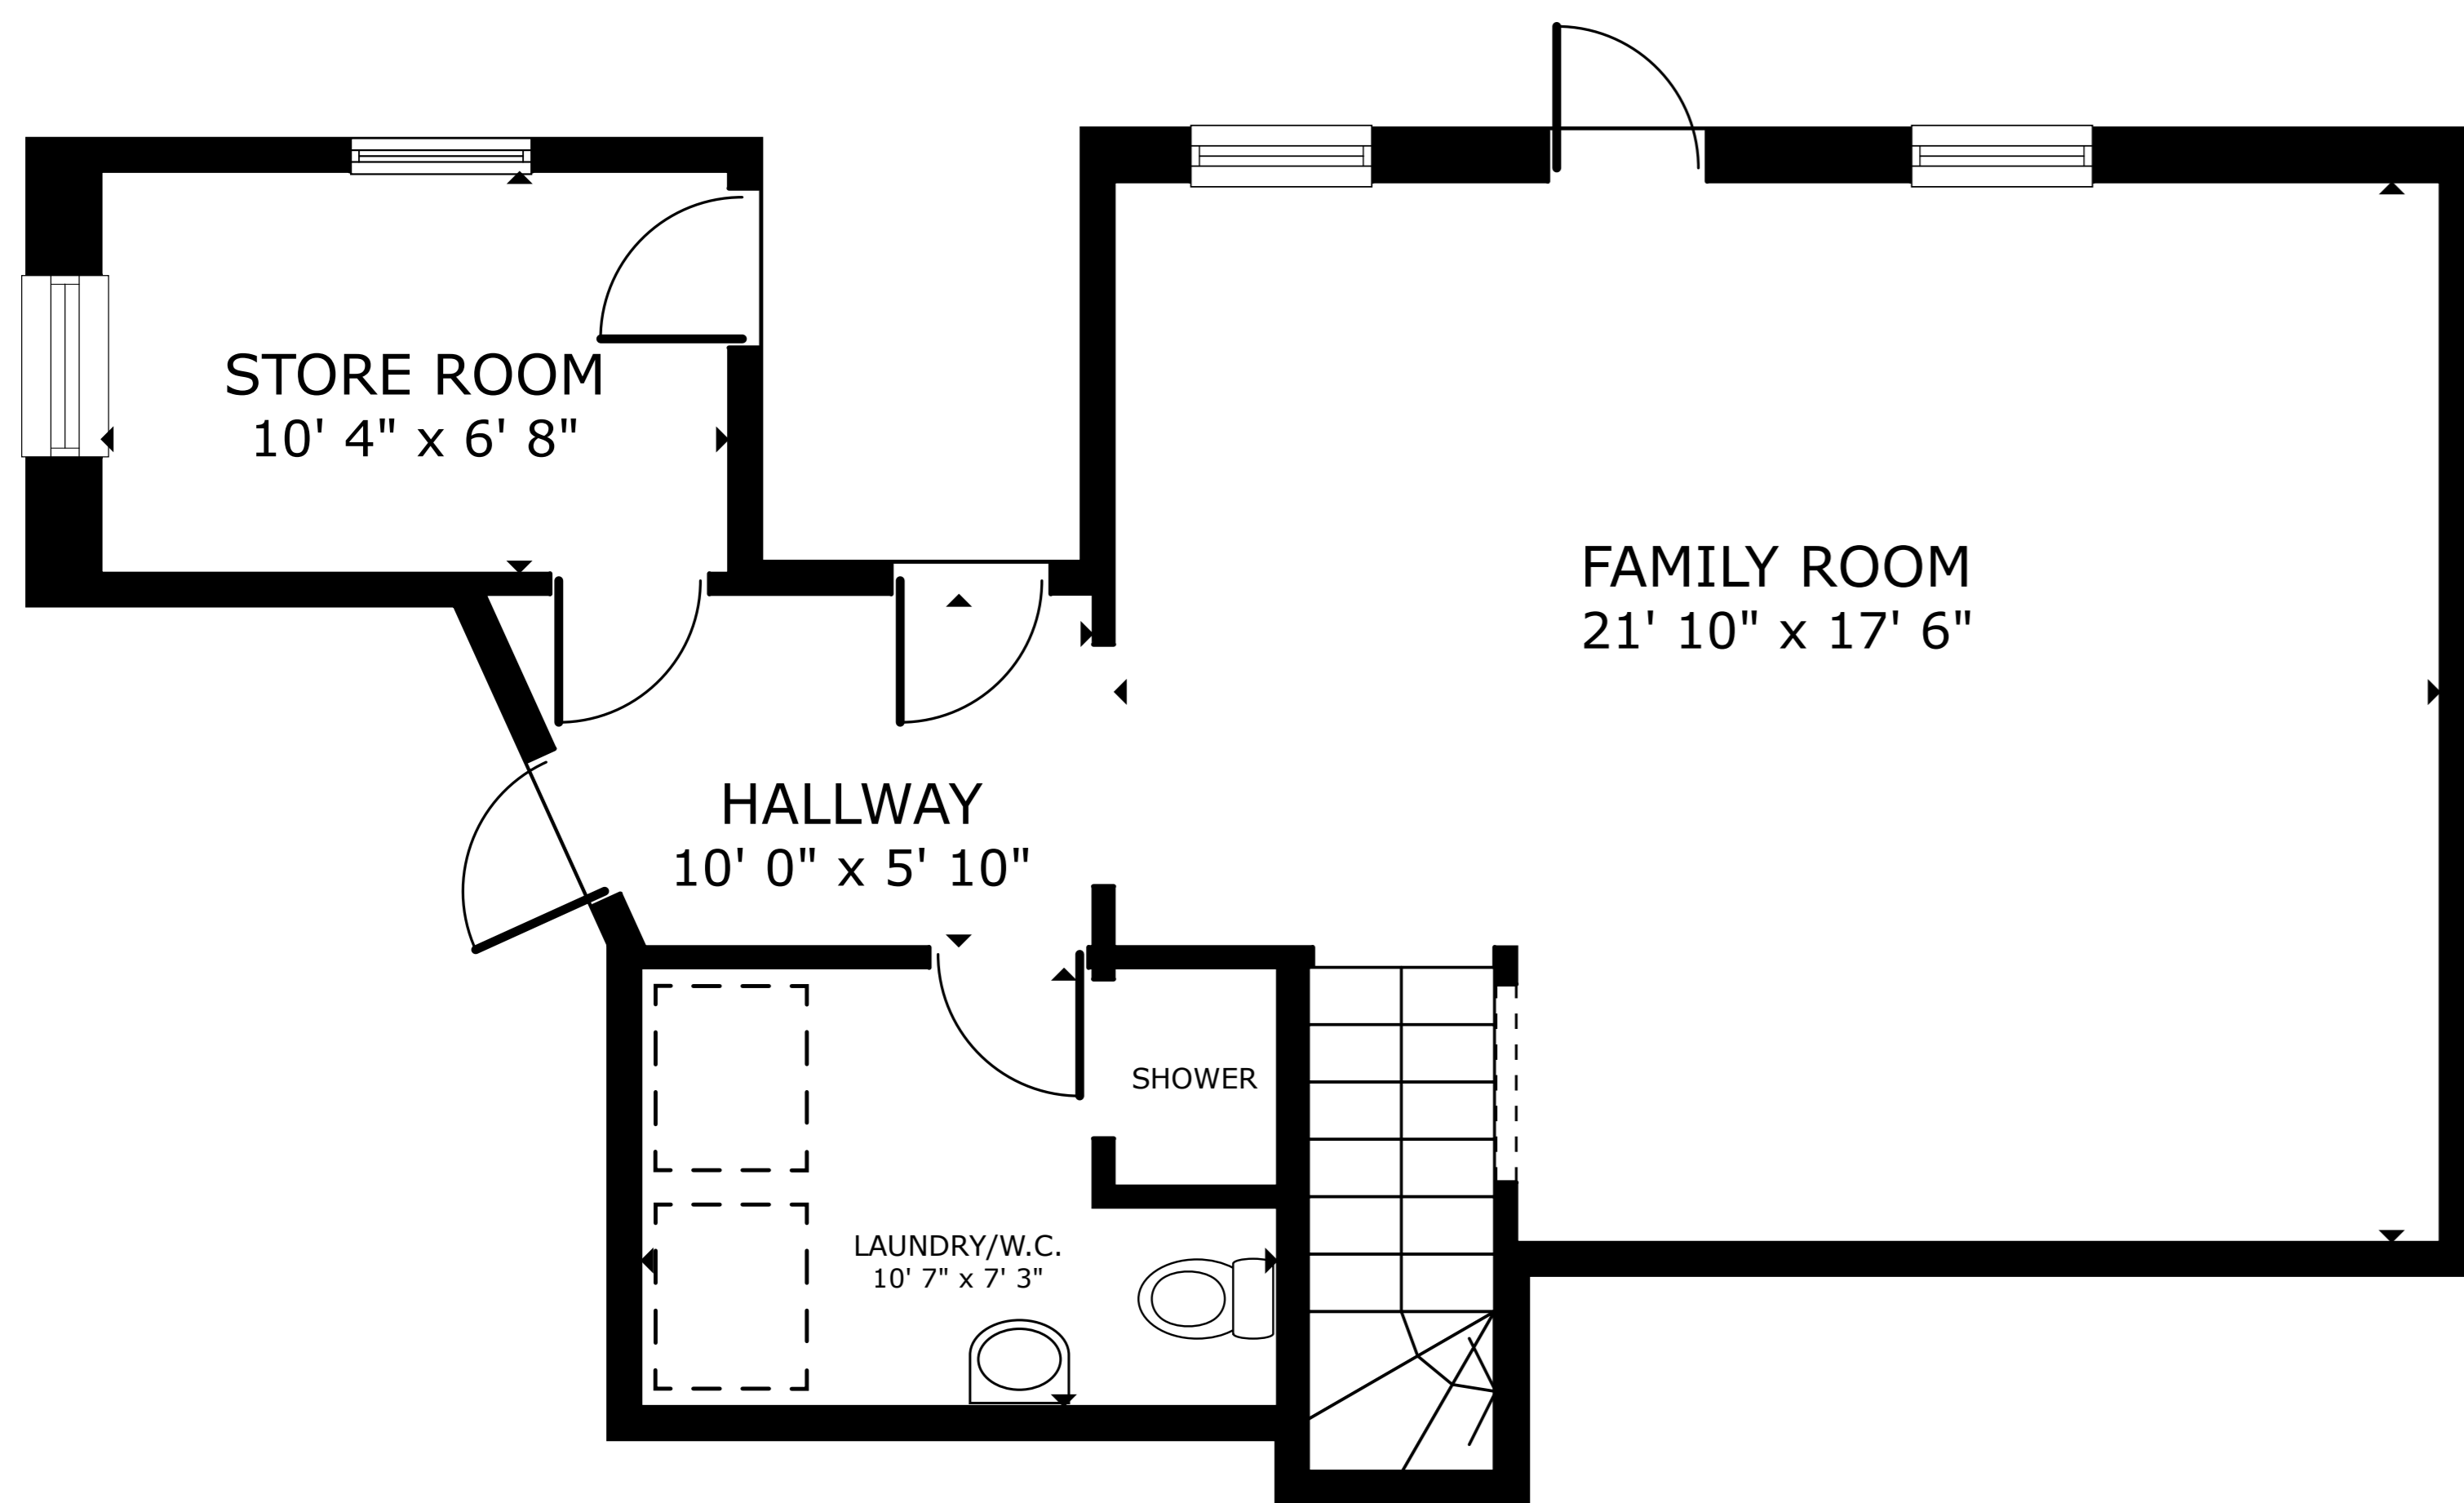 STORE ROOM
10' 4" x 6' 8"
FAMILY ROOM
21' 10" x 17' 6"
HALLWAY
10' 0" x 5' 10"
SHOWER
LAUNDRY/W.C.
10' 7" x 7' 3"